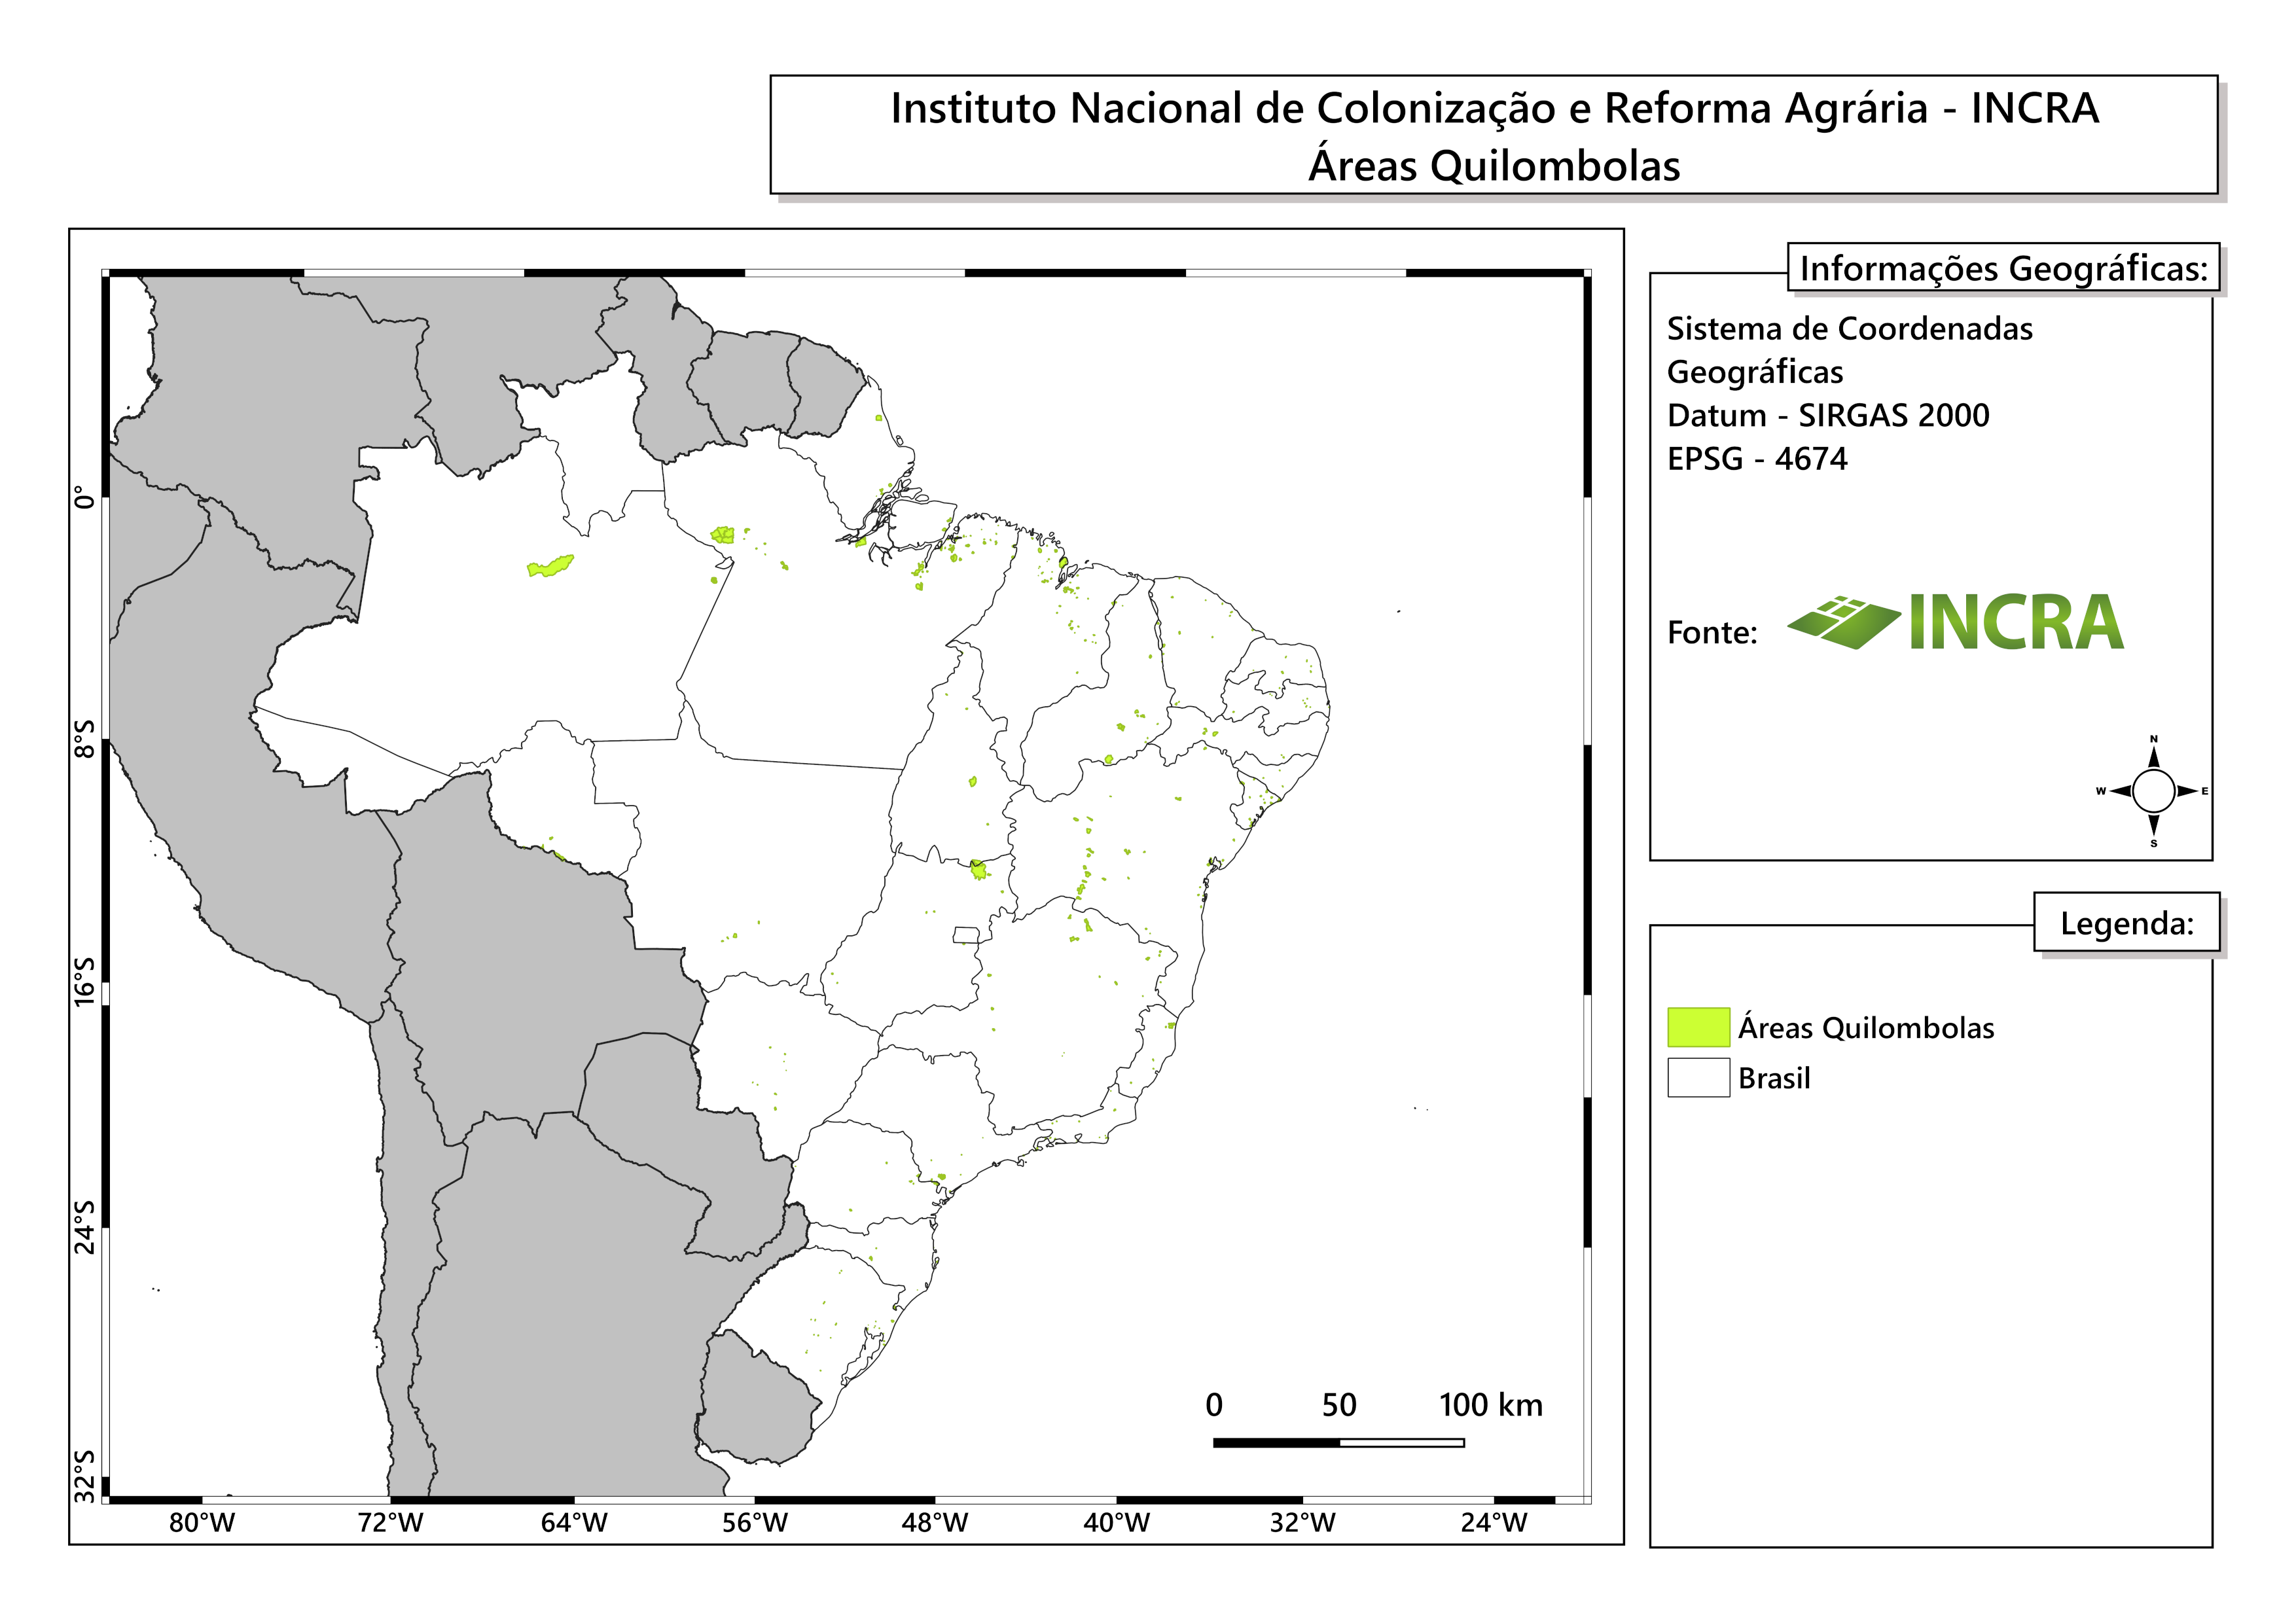 Instituto Nacional de Colonização e Reforma Agrária - INCRA
Áreas Quilombolas
Informações Geográficas:
Sistema de Coordenadas
Geográficas
Datum - SIRGAS 2000
EPSG - 4674
Fonte:
INCRA
N
W
E
S
Legenda:
Áreas Quilombolas
Brasil
0°
8°S
16°S
24°S
32°S
0 50 100 km
80°W 72°W 64°W 56°W 48°W 40°W 32°W 24°W